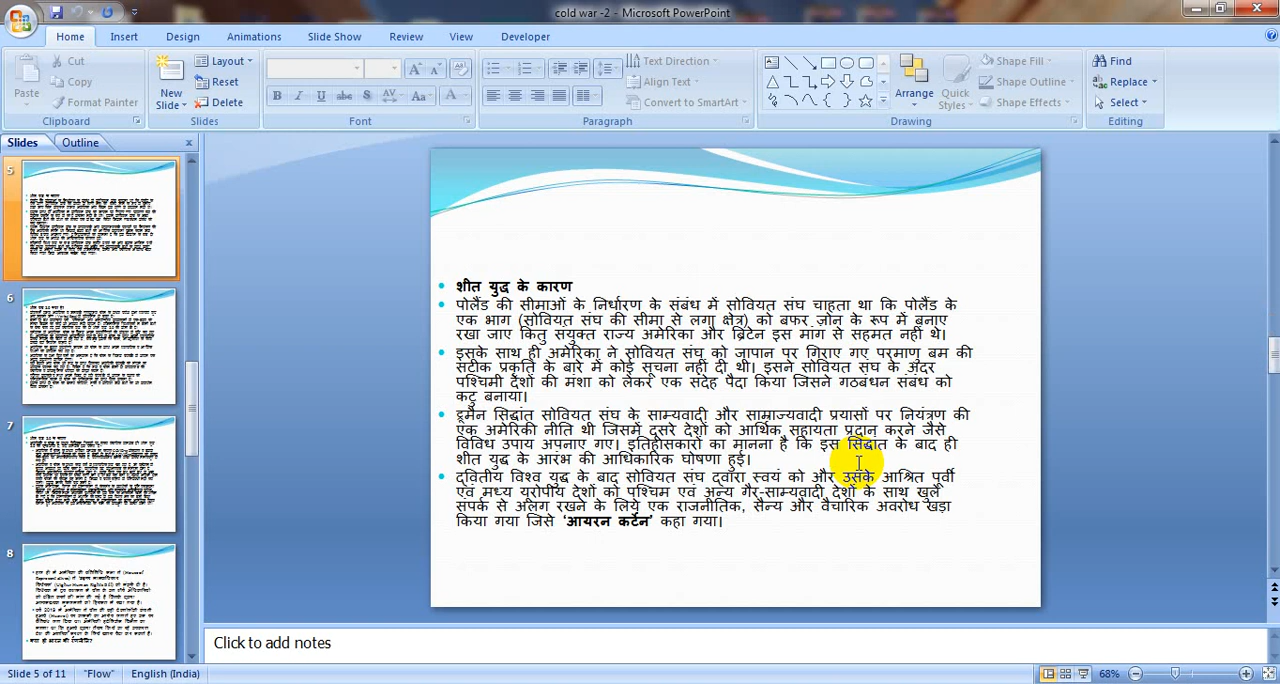 cold war -2 - Microsoft PowerPoint
Home Insert Design Animations Slide Show Review View Developer
Cut
Copy
Format Painter
Paste
Clipboard
New Slide
Layout
Reset
Delete
Slides
Font
Text Direction
Align Text
Convert to SmartArt
Paragraph
Arrange
Quick Styles
Shape Fill
Shape Outline
Shape Effects
Drawing
Find
Replace
Select
Editing
Slides Outline
5
6
7
8
शीत युद्ध के कारण
पोलैंड की सीमाओं के निर्धारण के संबंध में सोवियत संघ चाहता था कि पोलैंड के
एक भाग (सोवियत संघ की सीमा से लगा क्षेत्र) को बफर ज़ोन के रूप में बनाए
रखा जाए किंतु संयुक्त राज्य अमेरिका और ब्रिटेन इस मांग से सहमत नहीं थे।
इसके साथ ही अमेरिका ने सोवियत संघ को जापान पर गिराए गए परमाणु बम की
सटीक प्रकृति के बारे में कोई सूचना नहीं दी थी। इसने सोवियत संघ के अंदर
पश्चिमी देशों की मंशा को लेकर एक संदेह पैदा किया जिसने गठबंधन संबंध को
कटु बनाया।
ट्रूमैन सिद्धांत सोवियत संघ के साम्यवादी और साम्राज्यवादी प्रयासों पर नियंत्रण की
एक अमेरिकी नीति थी जिसमें दूसरे देशों को आर्थिक सहायता प्रदान करने जैसे
विविध उपाय अपनाए गए। इतिहासकारों का मानना है कि इस सिद्धांत के बाद ही
शीत युद्ध के आरंभ की आधिकारिक घोषणा हुई।
द्वितीय विश्व युद्ध के बाद सोवियत संघ द्वारा स्वयं को और उसके आश्रित पूर्वी
एवं मध्य यूरोपीय देशों को पश्चिम एवं अन्य गैर-साम्यवादी देशों के साथ खुले
संपर्क से अलग रखने के लिये एक राजनीतिक, सैन्य और वैचारिक अवरोध खड़ा
किया गया जिसे ‘आयरन कर्टेन’ कहा गया।
Click to add notes
Slide 5 of 11 "Flow" English (India) 68%